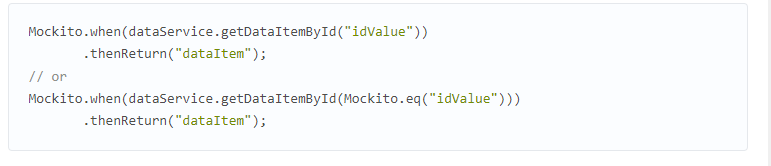 Mockito.when(dataService.getDataItemById("idValue"))
        .thenReturn("dataItem");
// or
Mockito.when(dataService.getDataItemById(Mockito.eq("idValue")))
        .thenReturn("dataItem");